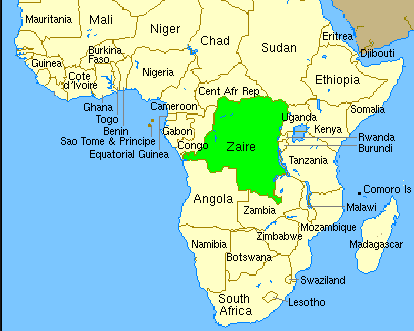 Mauritania
Mali
Niger
Chad
Sudan
Eritrea
Djibouti
Guinea
Burkina
Faso
Cote
d'Ivoire
Nigeria
Ethiopia
Ghana
Togo
Benin
Sao Tome & Principe
Equatorial Guinea
Cameroon
Cent Afr Rep
Somalia
Gabon
Congo
Zaire
Uganda
Kenya
Rwanda
Burundi
Tanzania
Comoro Is
Angola
Zambia
Malawi
Mozambique
Madagascar
Namibia
Zimbabwe
Botswana
Swaziland
Lesotho
South
Africa